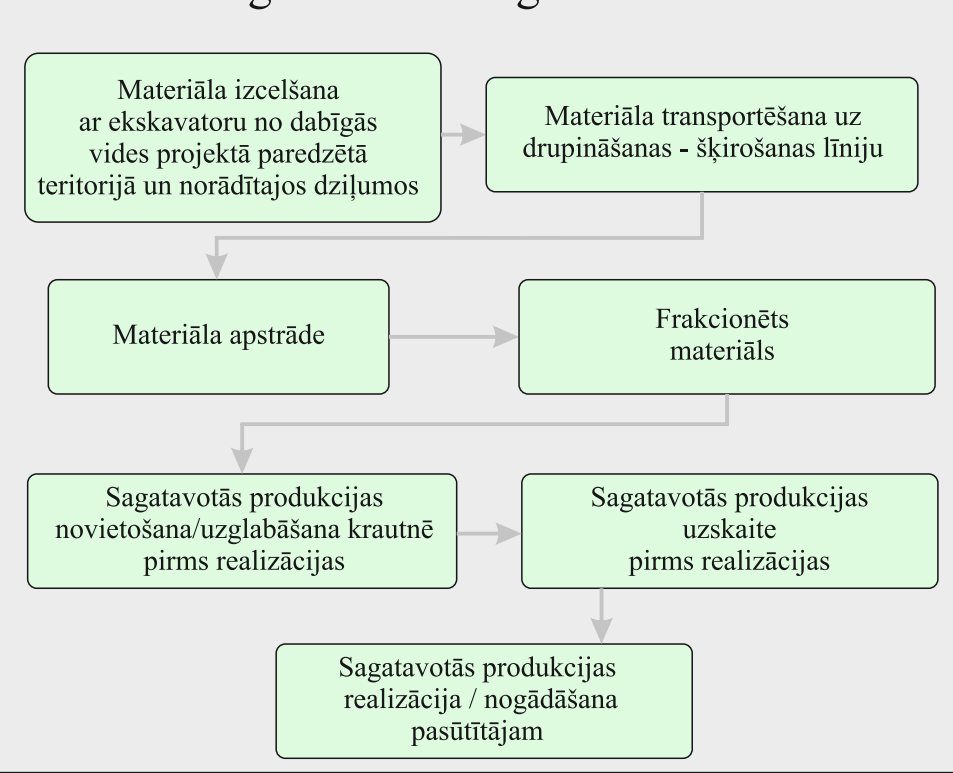 Materiāla izcelšana
ar ekskavatoru no dabīgās
vides projektā paredzētā
teritorijā un norādītajos dziļumos
Materiāla transportēšana uz
drupināšanas - šķirošanas līniju
Materiāla apstrāde
Frakcionēts
materiāls
Sagatavotās produkcijas
novietošana/uzglabāšana krautnē
pirms realizācijas
Sagatavotās produkcijas
uzskaite
pirms realizācijas
Sagatavotās produkcijas
realizācija / nogādāšana
pasūtītājam